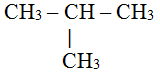 CH₃ – CH – CH₃
|
CH₃